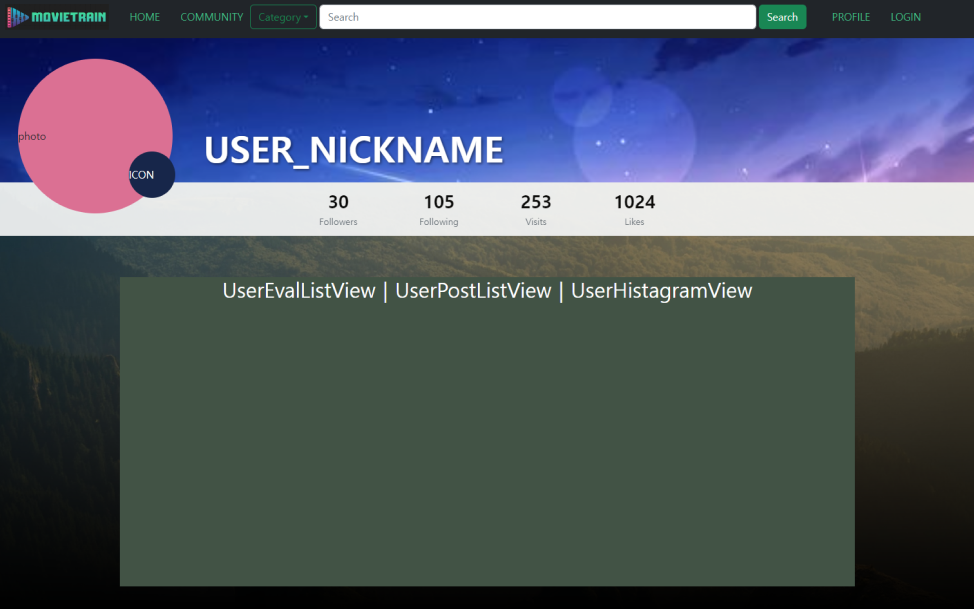 MOVIETRAIN HOME COMMUNITY Category Search Search PROFILE LOGIN
photo
ICON
USER_NICKNAME
30 105 253 1024
Followers Following Visits Likes
UserEvalListView | UserPostListView | UserHistagramView